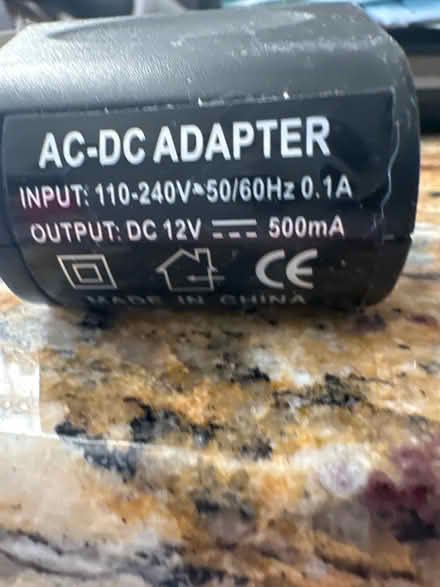 AC-DC ADAPTER
INPUT: 110-240V~50/60Hz 0.1A
OUTPUT: DC 12V ⎓ 500mA
CE
MADE IN CHINA